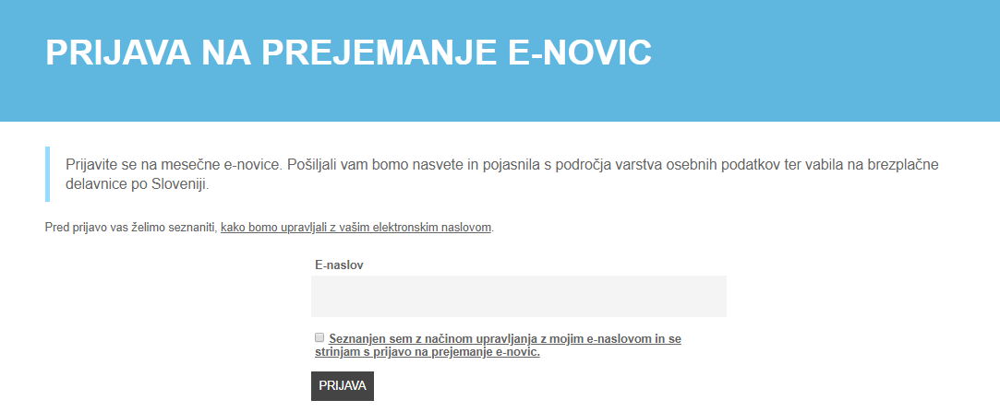 PRIJAVA NA PREJEMANJE E-NOVIC
Prijavite se na mesečne e-novice. Pošiljali vam bomo nasvete in pojasnila s področja varstva osebnih podatkov ter vabila na brezplačne
delavnice po Sloveniji.
Pred prijavo vas želimo seznaniti, kako bomo upravljali z vašim elektronskim naslovom.
E-naslov
Seznanjen sem z načinom upravljanja z mojim e-naslovom in se
strinjam s prijavo na prejemanje e-novic.
PRIJAVA